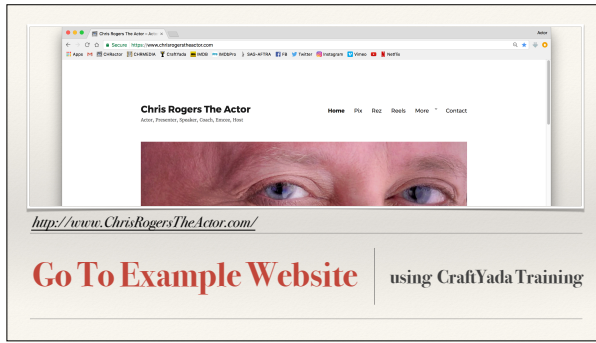 Chris Rogers The Actor – Acto
Actor
Secure https://www.chrisrogerstheactor.com
Apps CHRactor CHRMEDIA CraftYada IMDB IMDbPro SAG-AFTRA FB Twitter Instagram Vimeo Netflix
Chris Rogers The Actor
Home Pix Rez Reels More Contact
Actor, Presenter, Speaker, Coach, Emcee, Host
http://www.ChrisRogersTheActor.com/
Go To Example Website
using CraftYada Training